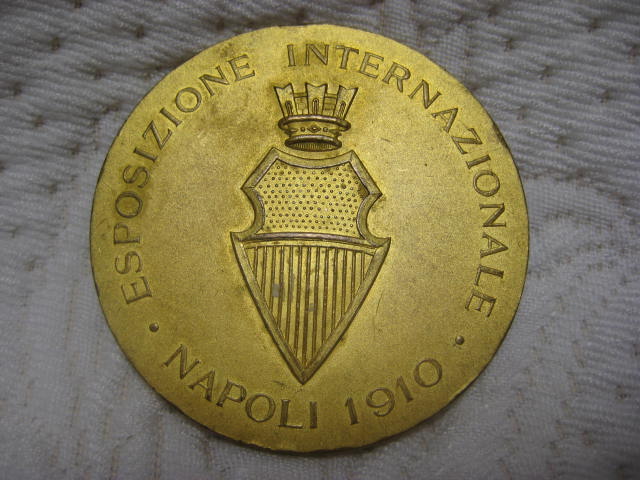 ESPOSIZIONE INTERNAZIONALE
· NAPOLI 1910 ·